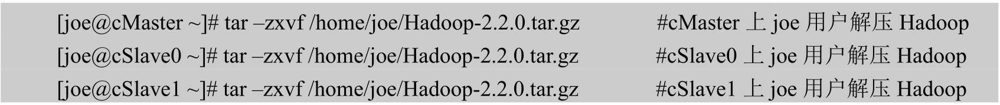 [joe@cMaster ~]# tar –zxvf /home/joe/Hadoop-2.2.0.tar.gz #cMaster 上 joe 用户解压 Hadoop
[joe@cSlave0 ~]# tar –zxvf /home/joe/Hadoop-2.2.0.tar.gz #cSlave0 上 joe 用户解压 Hadoop
[joe@cSlave1 ~]# tar –zxvf /home/joe/Hadoop-2.2.0.tar.gz #cSlave1 上 joe 用户解压 Hadoop